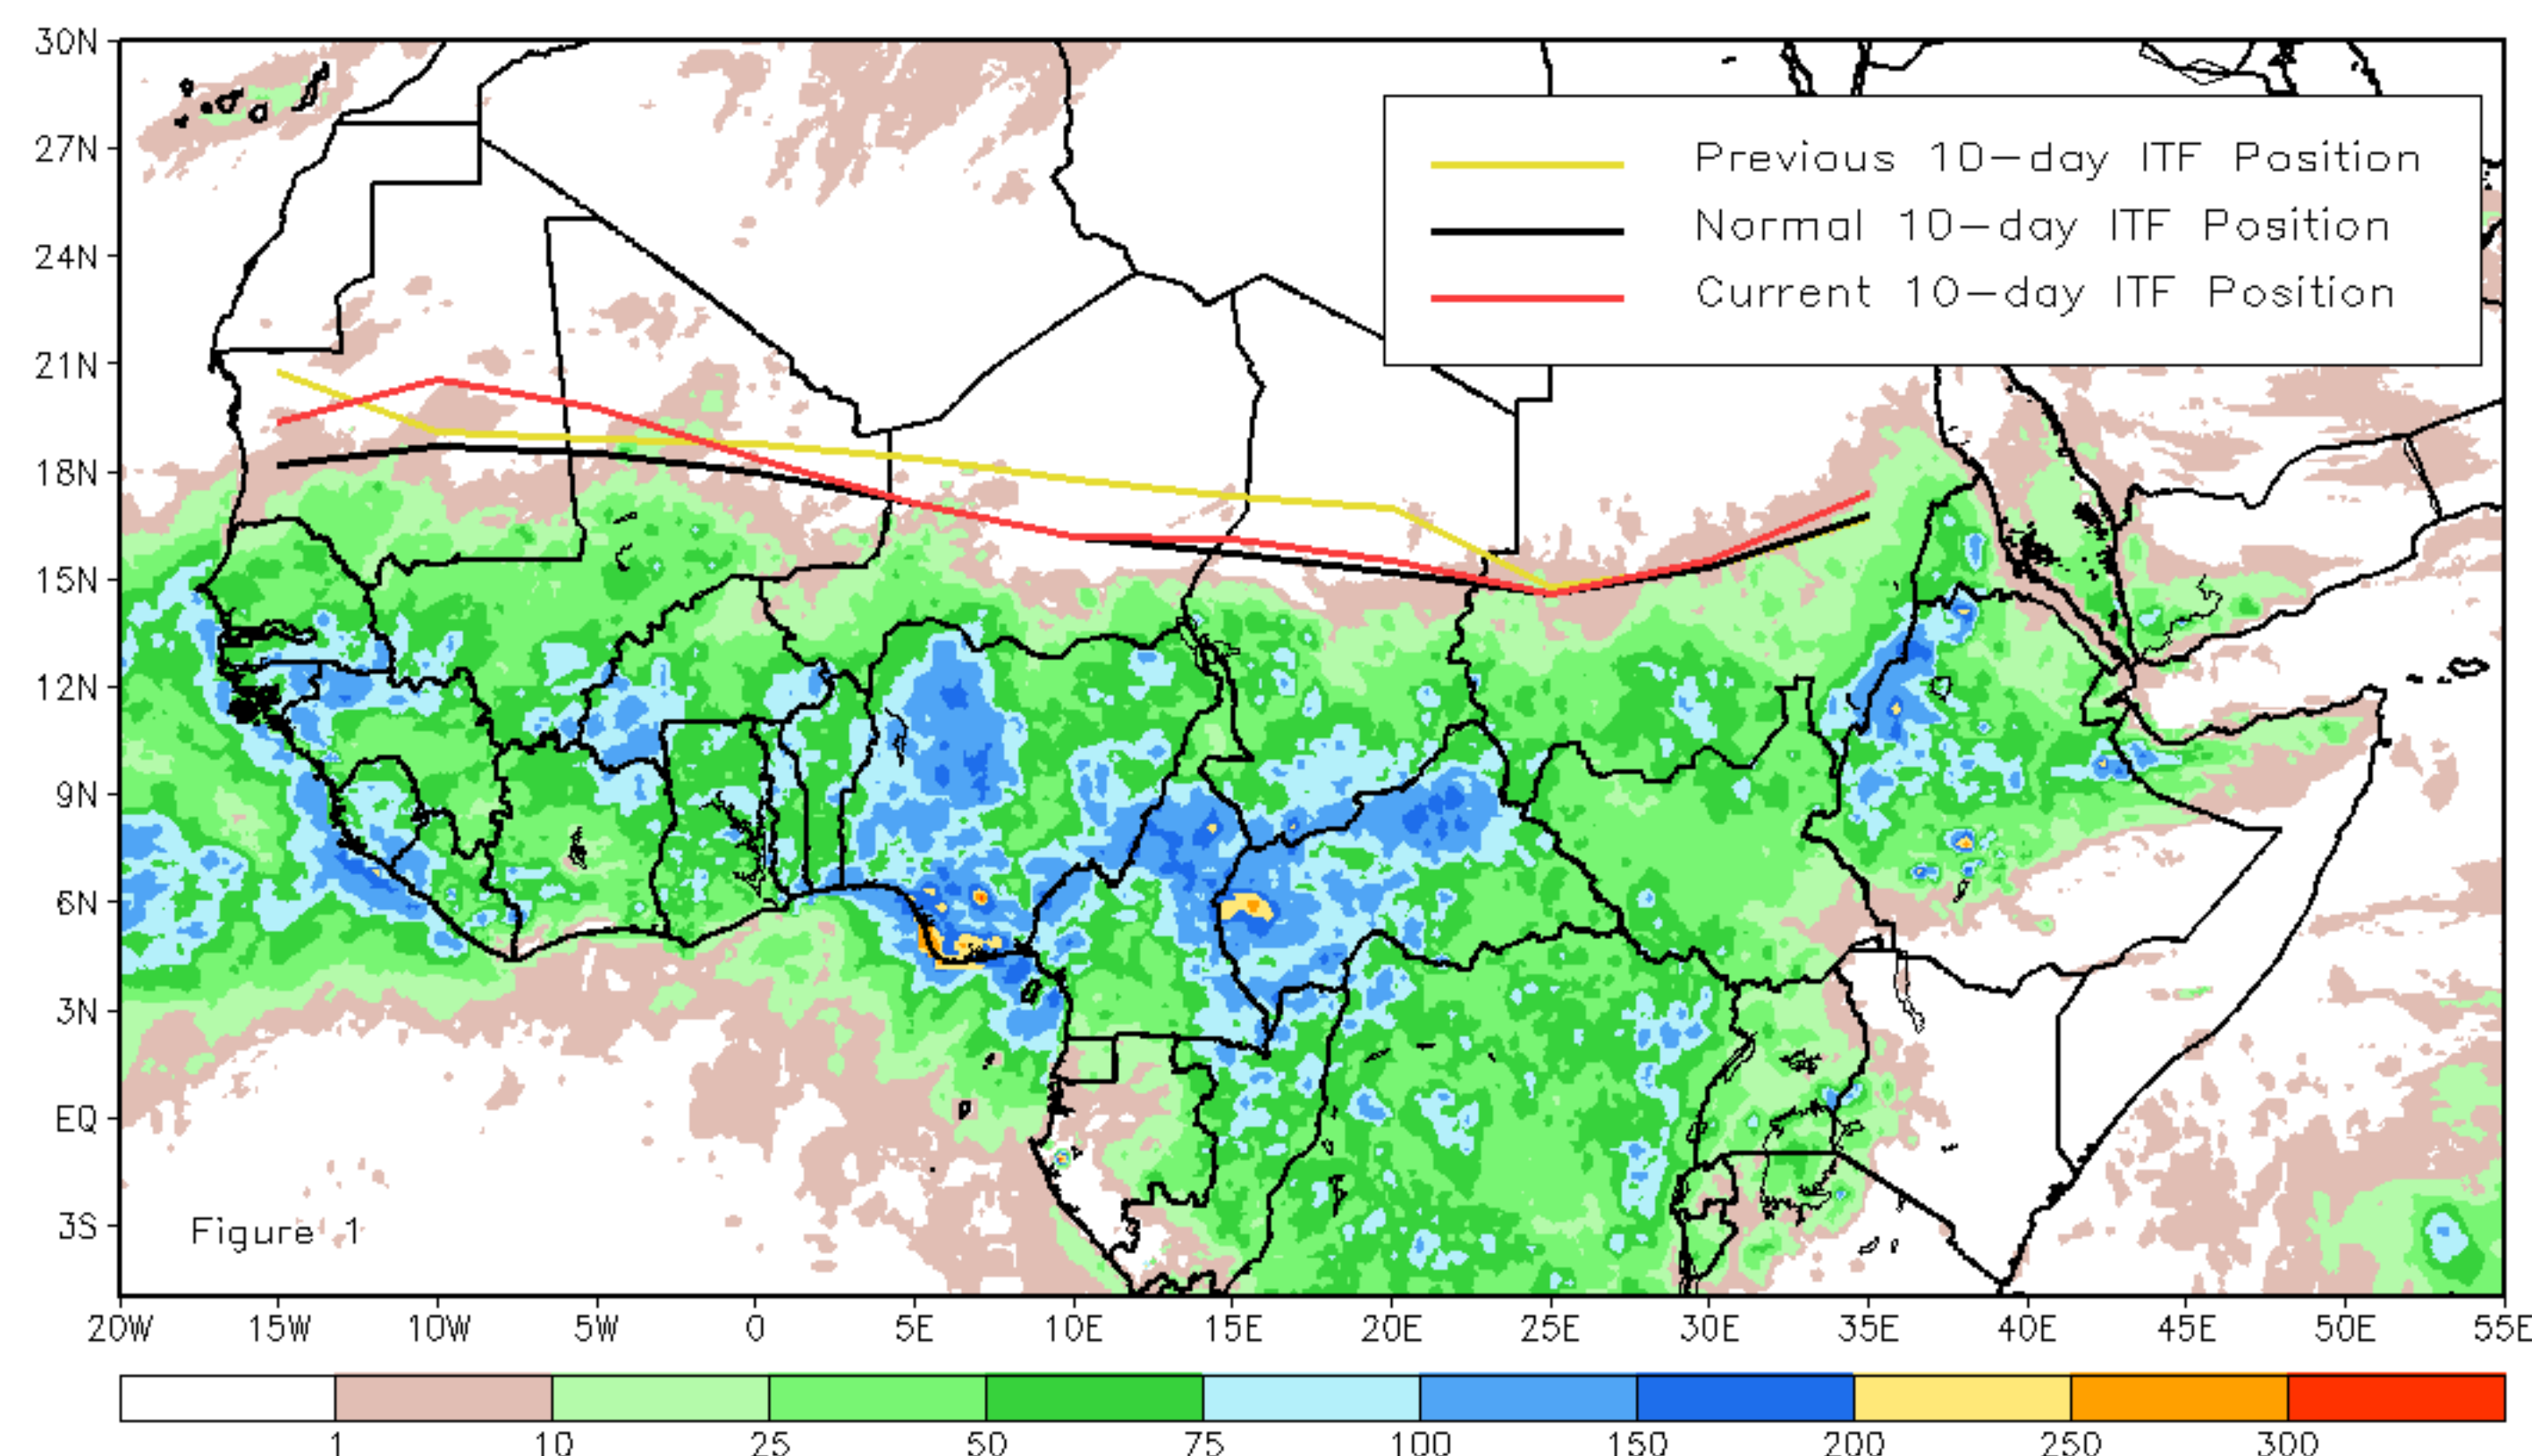 30N
27N
24N
21N
18N
15N
12N
9N
6N
3N
EQ
3S
Previous 10-day ITF Position
Normal 10-day ITF Position
Current 10-day ITF Position
Figure 1
20W 15W 10W 5W 0 5E 10E 15E 20E 25E 30E 35E 40E 45E 50E 55E
1 10 25 50 75 100 150 200 250 300